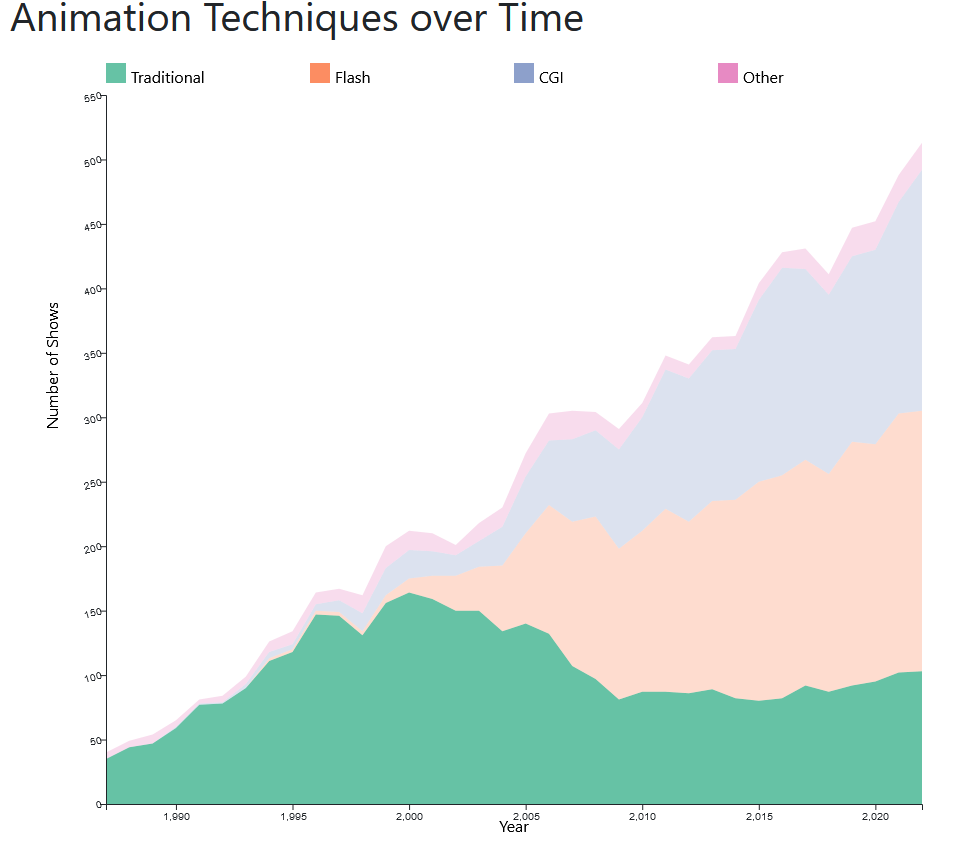 Animation Techniques over Time
Traditional Flash CGI Other
550
500
450
400
350
300
250
200
150
100
50
0
Number of Shows
1,990 1,995 2,000 2,005 2,010 2,015 2,020
Year